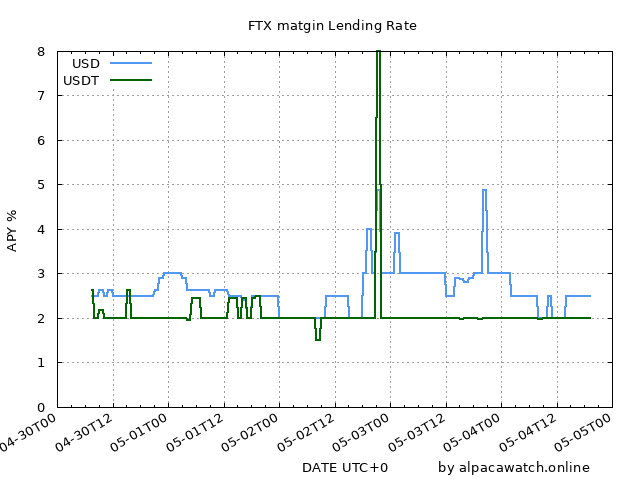 FTX matgin Lending Rate
USD
USDT
8
7
6
5
4
3
2
1
0
APY %
04-30T00
04-30T12
05-01T00
05-01T12
05-02T00
05-02T12
05-03T00
05-03T12
05-04T00
05-04T12
05-05T00
DATE UTC+0
by alpacawatch.online